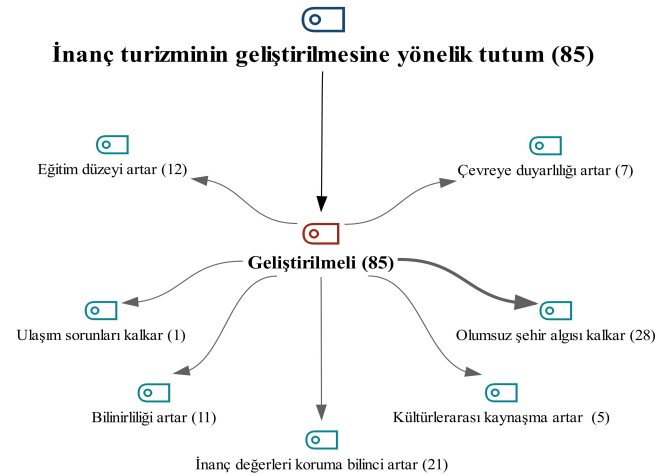 İnanç turizminin geliştirilmesine yönelik tutum (85)
Eğitim düzeyi artar (12)
Çevreye duyarlılığı artar (7)
Geliştirilmeli (85)
Ulaşım sorunları kalkar (1)
Olumsuz şehir algısı kalkar (28)
Bilinirliliği artar (11)
Kültürlerarası kaynaşma artar  (5)
İnanç değerleri koruma bilinci artar (21)